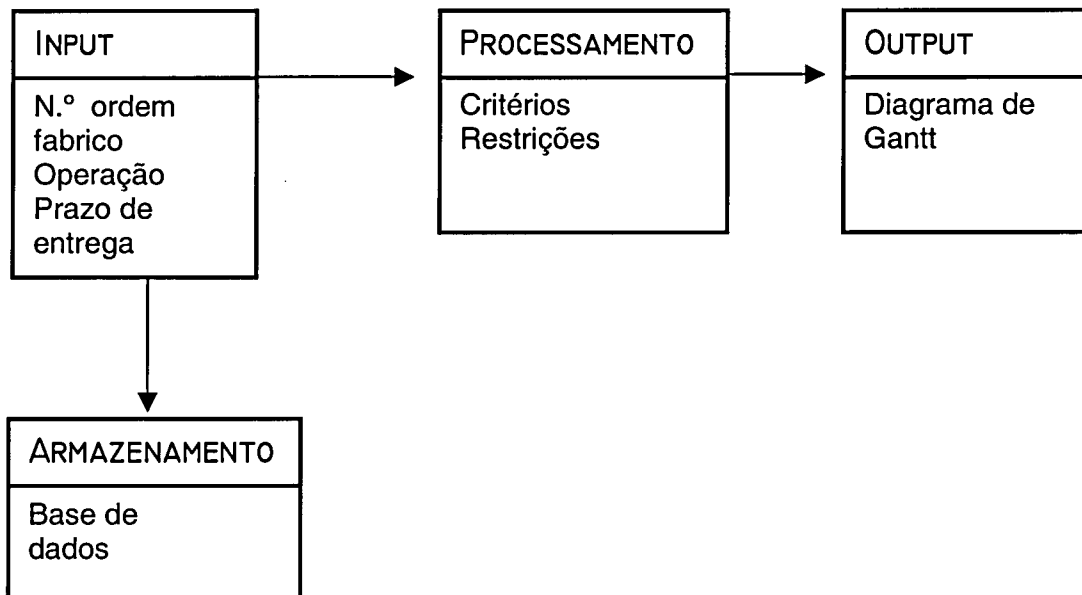 INPUT
N.º ordem
fabrico
Operação
Prazo de
entrega
PROCESSAMENTO
Critérios
Restrições
OUTPUT
Diagrama de
Gantt
ARMAZENAMENTO
Base de
dados